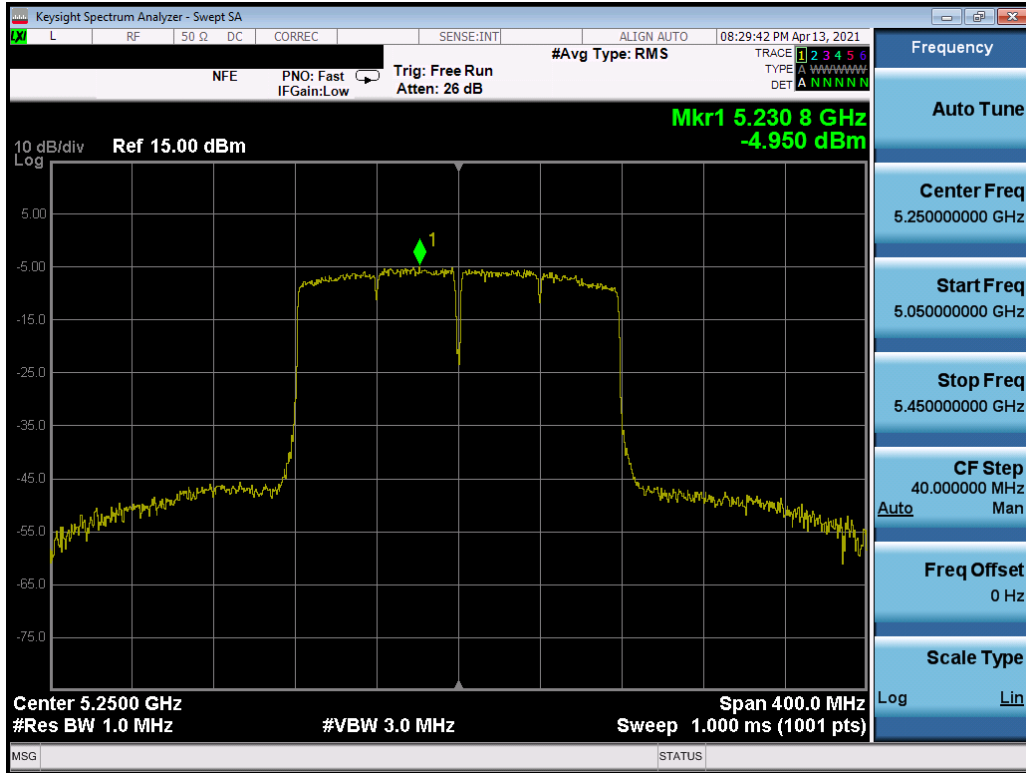 Keysight Spectrum Analyzer - Swept SA
LXI L RF 50 Ω DC CORREC SENSE:INT ALIGN AUTO 08:29:42 PM Apr 13, 2021
NFE PNO: Fast Trig: Free Run #Avg Type: RMS TRACE 1 2 3 4 5 6
IFGain:Low Atten: 26 dB TYPE A WWWWW
DET A N N N N N
Mkr1 5.230 8 GHz
-4.950 dBm
10 dB/div Ref 15.00 dBm
Log
1
5.00
-5.00
-15.0
-25.0
-35.0
-45.0
-55.0
-65.0
-75.0
Center 5.2500 GHz Span 400.0 MHz
#Res BW 1.0 MHz #VBW 3.0 MHz Sweep 1.000 ms (1001 pts)
MSG STATUS
Frequency
Auto Tune
Center Freq
5.250000000 GHz
Start Freq
5.050000000 GHz
Stop Freq
5.450000000 GHz
CF Step
40.000000 MHz
Auto Man
Freq Offset
0 Hz
Scale Type
Log Lin